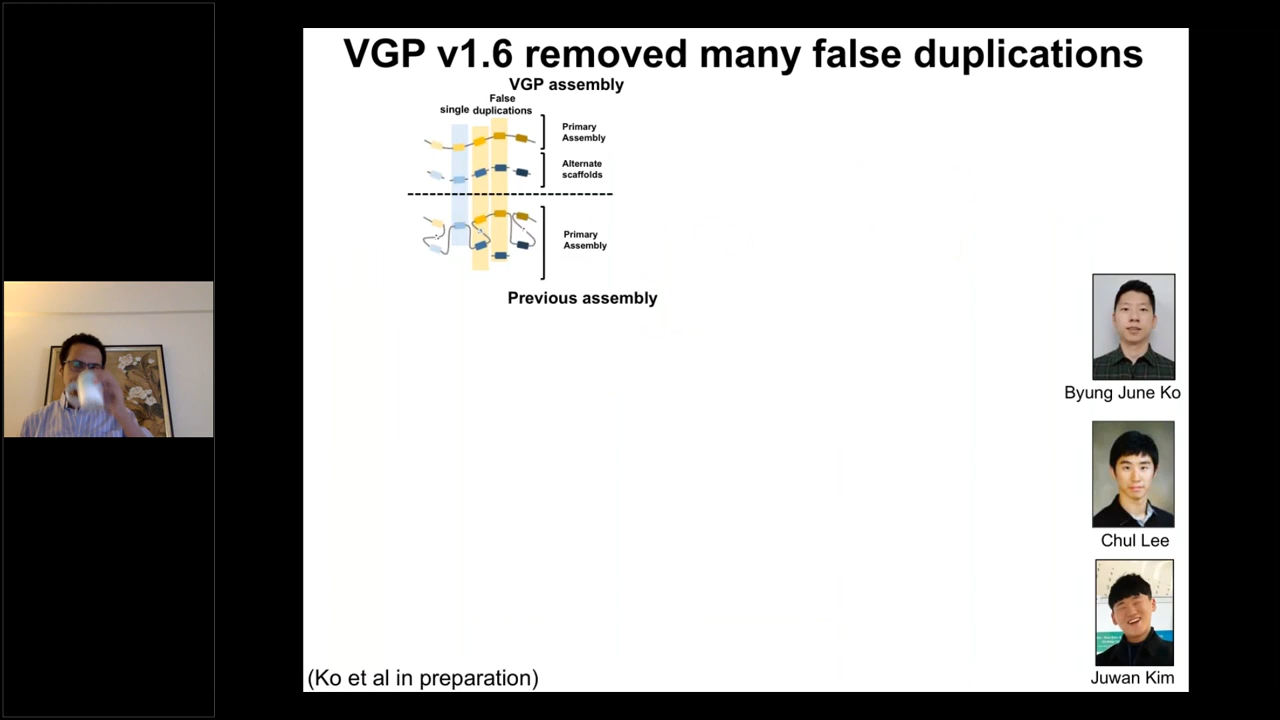 VGP v1.6 removed many false duplications
VGP assembly
False
single duplications
Primary
Assembly
Alternate
scaffolds
Primary
Assembly
Previous assembly
Byung June Ko
Chul Lee
Juwan Kim
(Ko et al in preparation)